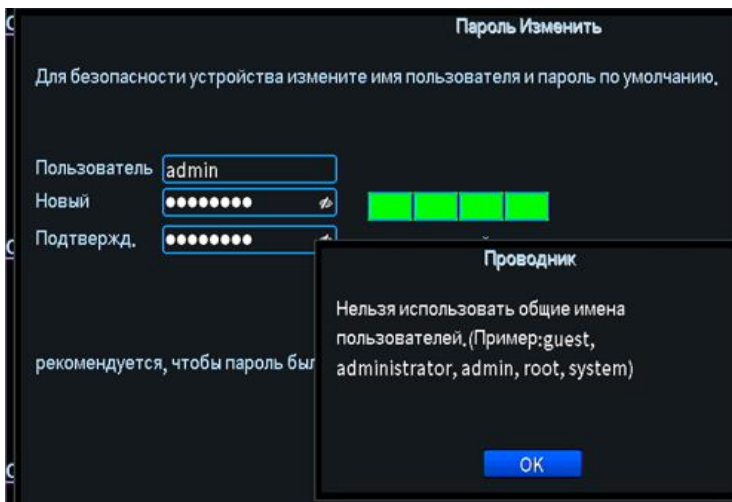 Пароль Изменить
Для безопасности устройства измените имя пользователя и пароль по умолчанию.
Пользователь admin
Новый ●●●●●●●●
Подтвержд. ●●●●●●●●
рекомендуется, чтобы пароль был
Проводник
Нельзя использовать общие имена
пользователей.(Пример:guest,
administrator, admin, root, system)
OK